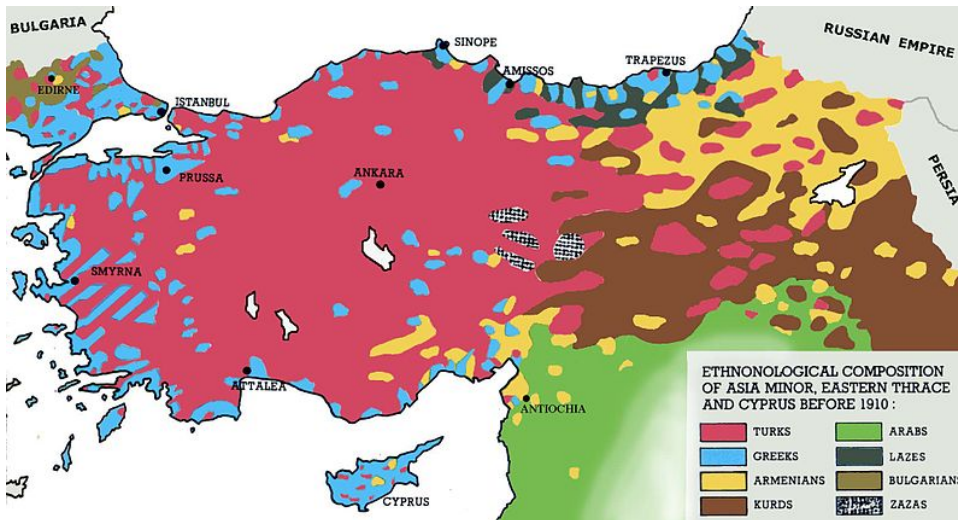 BULGARIA
RUSSIAN EMPIRE
PERSIA
EDIRNE
ISTANBUL
SINOPE
AMISSOS
TRAPEZUS
PRUSSA
ANKARA
SMYRNA
ATTALEA
ANTIOCHIA
CYPRUS
ETHNONOLOGICAL COMPOSITION
OF ASIA MINOR, EASTERN THRACE
AND CYPRUS BEFORE 1910 :
TURKS
GREEKS
ARMENIANS
KURDS
ARABS
LAZES
BULGARIANS
ZAZAS